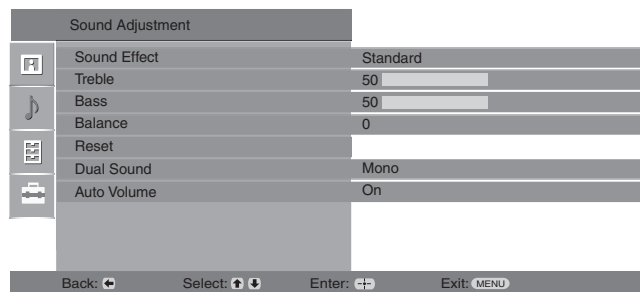 Sound Adjustment
Sound Effect Standard
Treble 50
Bass 50
Balance 0
Reset
Dual Sound Mono
Auto Volume On
Back: Select: Enter: Exit: MENU